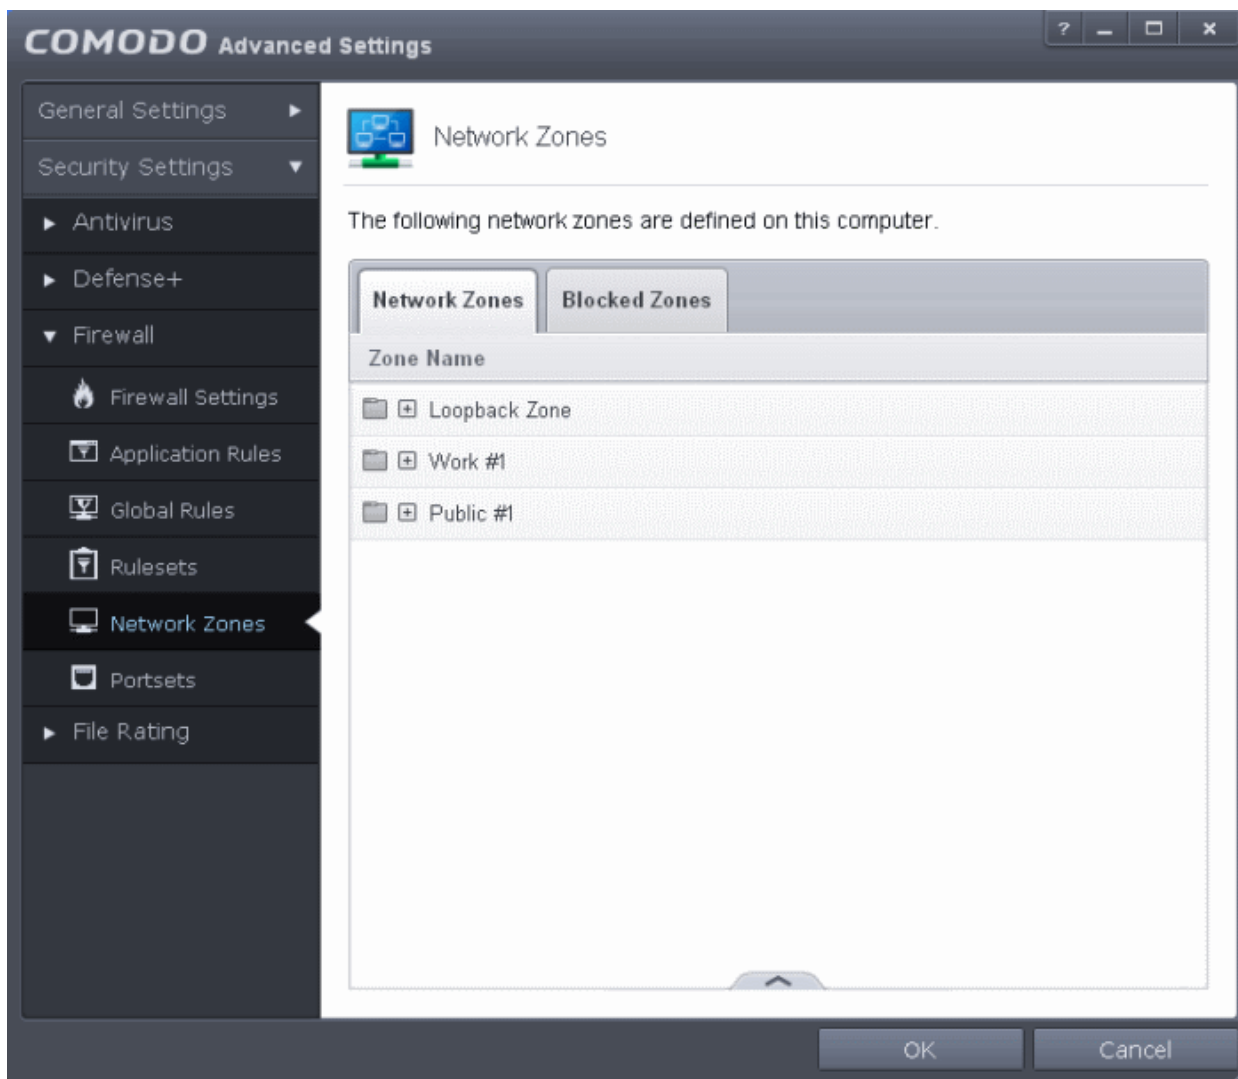 COMODO Advanced Settings
?
General Settings
Security Settings
Antivirus
Defense+
Firewall
Firewall Settings
Application Rules
Global Rules
Rulesets
Network Zones
Portsets
File Rating
Network Zones
The following network zones are defined on this computer.
Network Zones Blocked Zones
Zone Name
Loopback Zone
Work #1
Public #1
OK Cancel